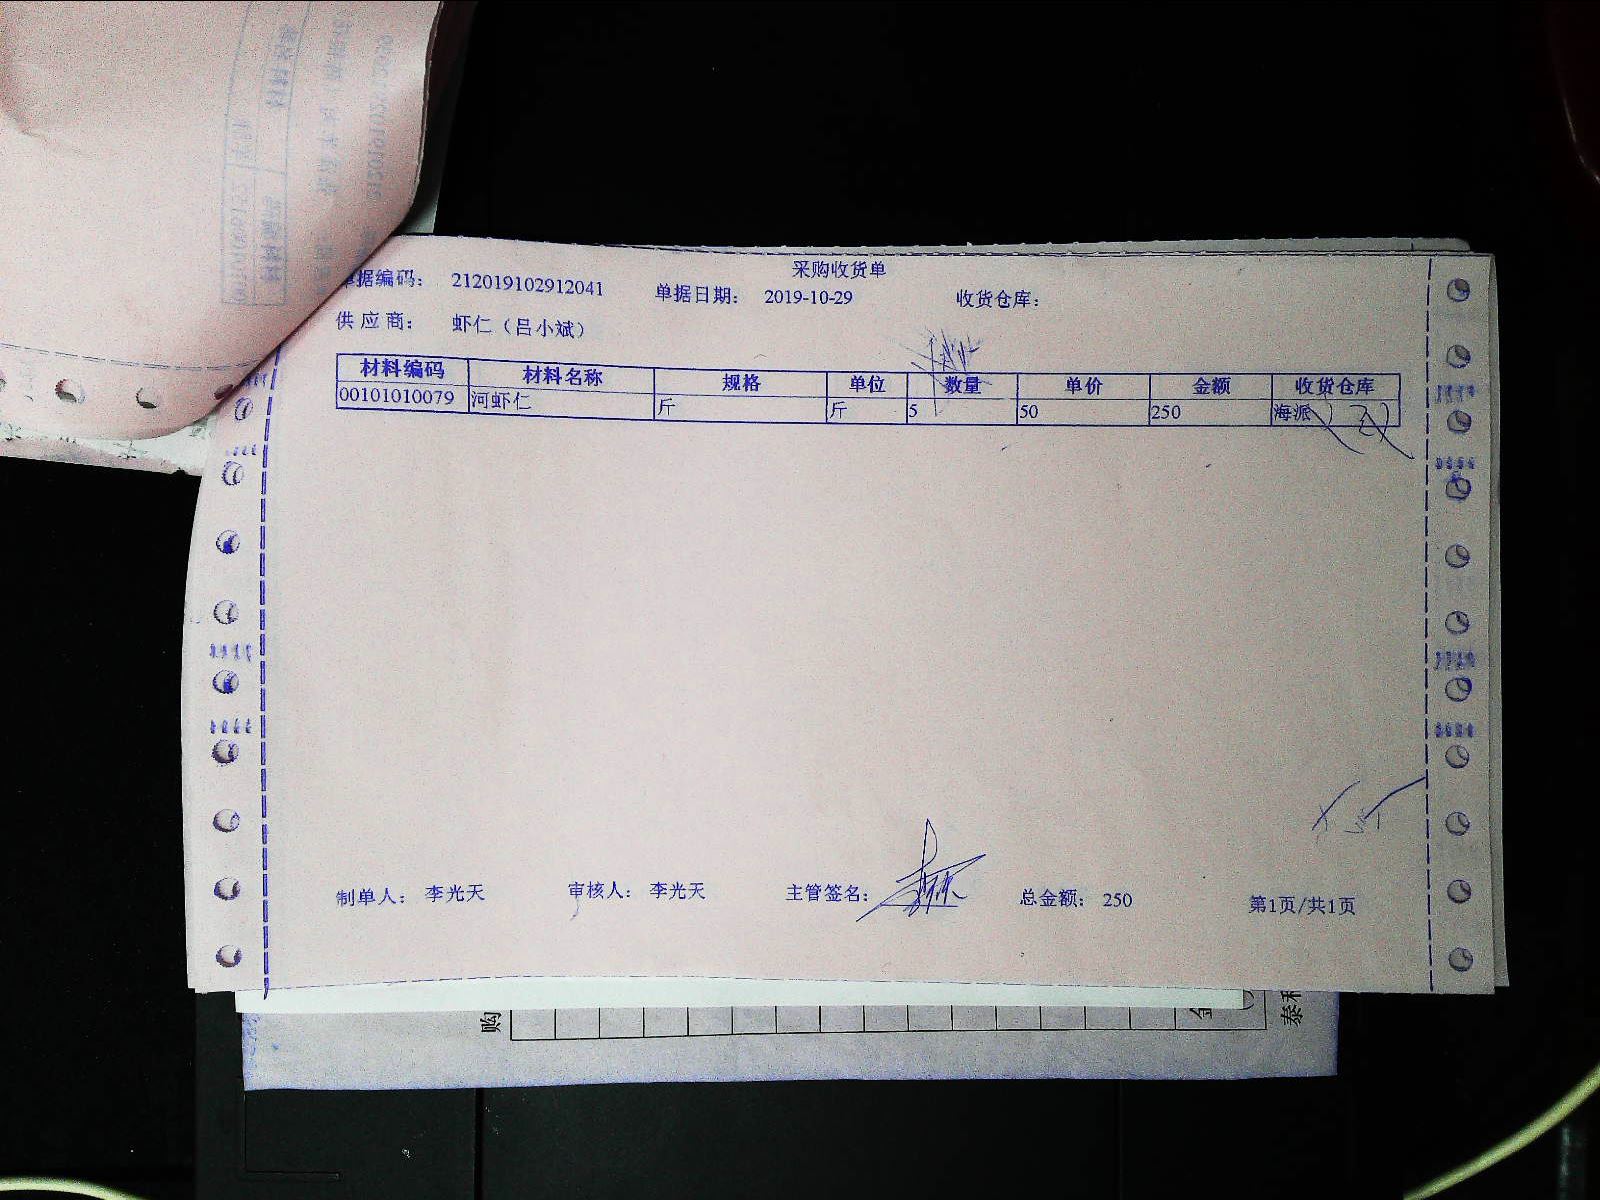 采购收货单
单据编码： 212019102912041 单据日期： 2019-10-29 收货仓库：
供 应 商： 虾仁（吕小斌）
材料编码 材料名称 规格 单位 数量 单价 金额 收货仓库
00101010079 河虾仁 斤 斤 5 50 250 海派
制单人： 李光天 审核人： 李光天 主管签名： 总金额： 250 第1页/共1页
购
泰和